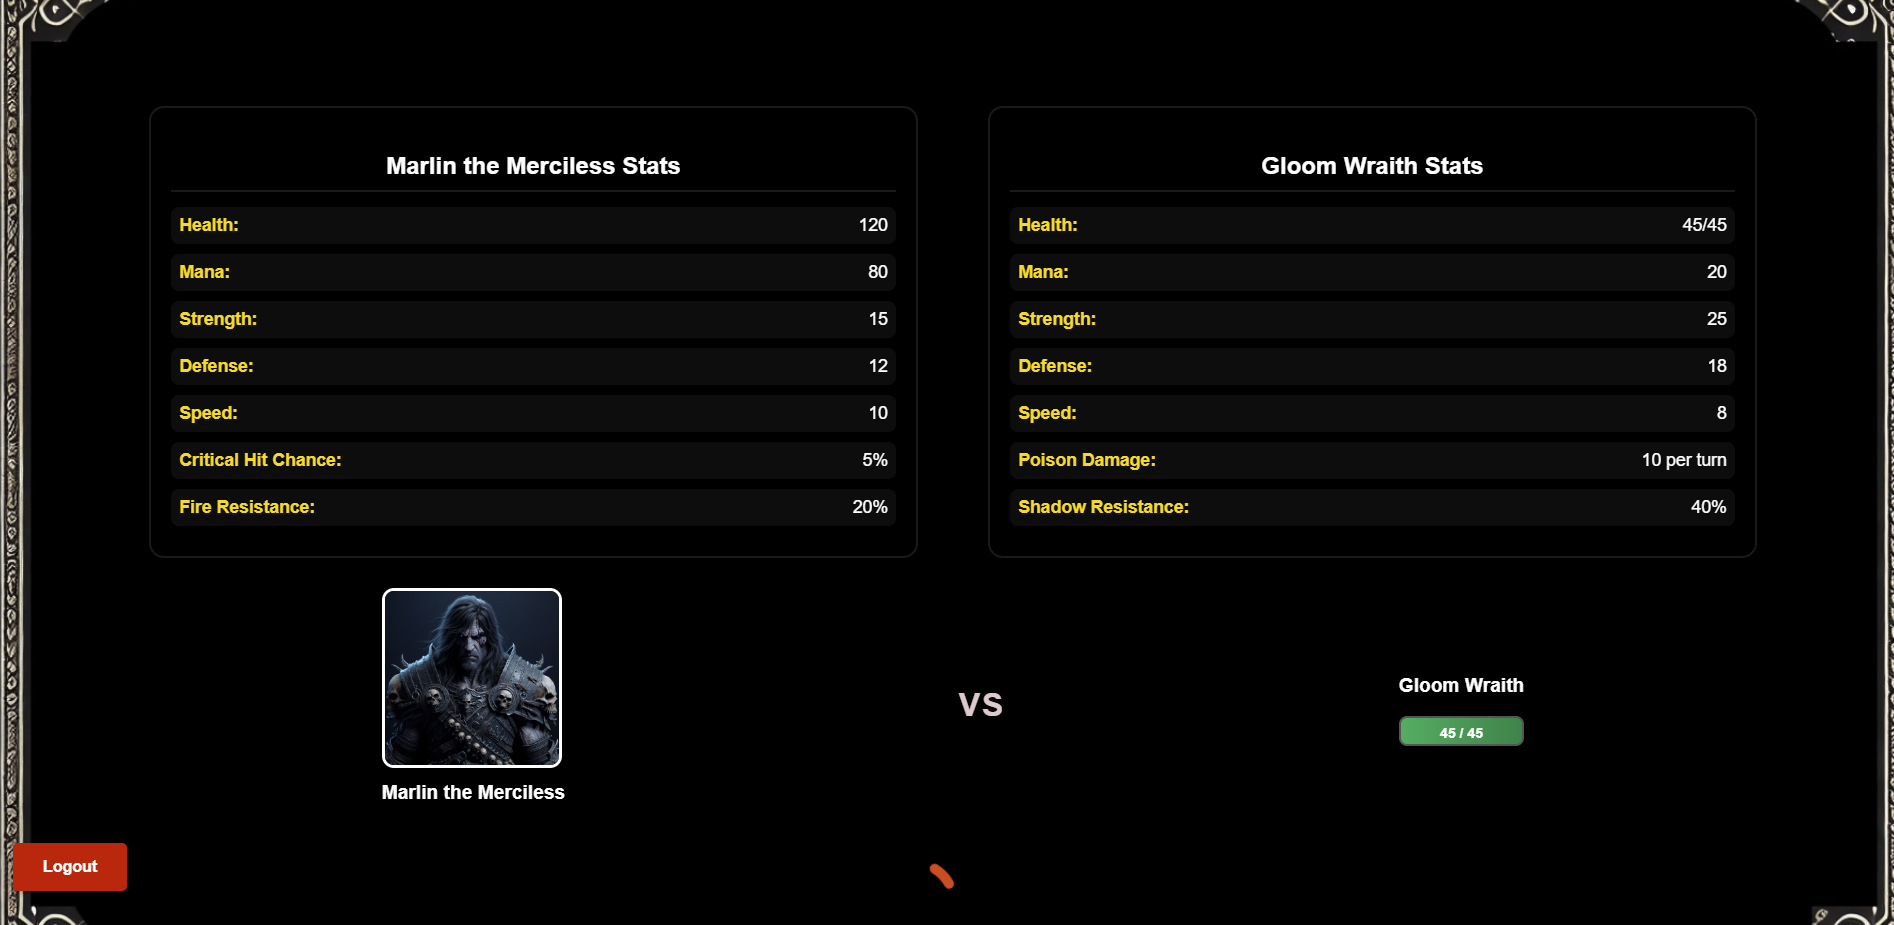 Marlin the Merciless Stats
Health: 120
Mana: 80
Strength: 15
Defense: 12
Speed: 10
Critical Hit Chance: 5%
Fire Resistance: 20%
Gloom Wraith Stats
Health: 45/45
Mana: 20
Strength: 25
Defense: 18
Speed: 8
Poison Damage: 10 per turn
Shadow Resistance: 40%
Marlin the Merciless
VS
Gloom Wraith
45 / 45
Logout